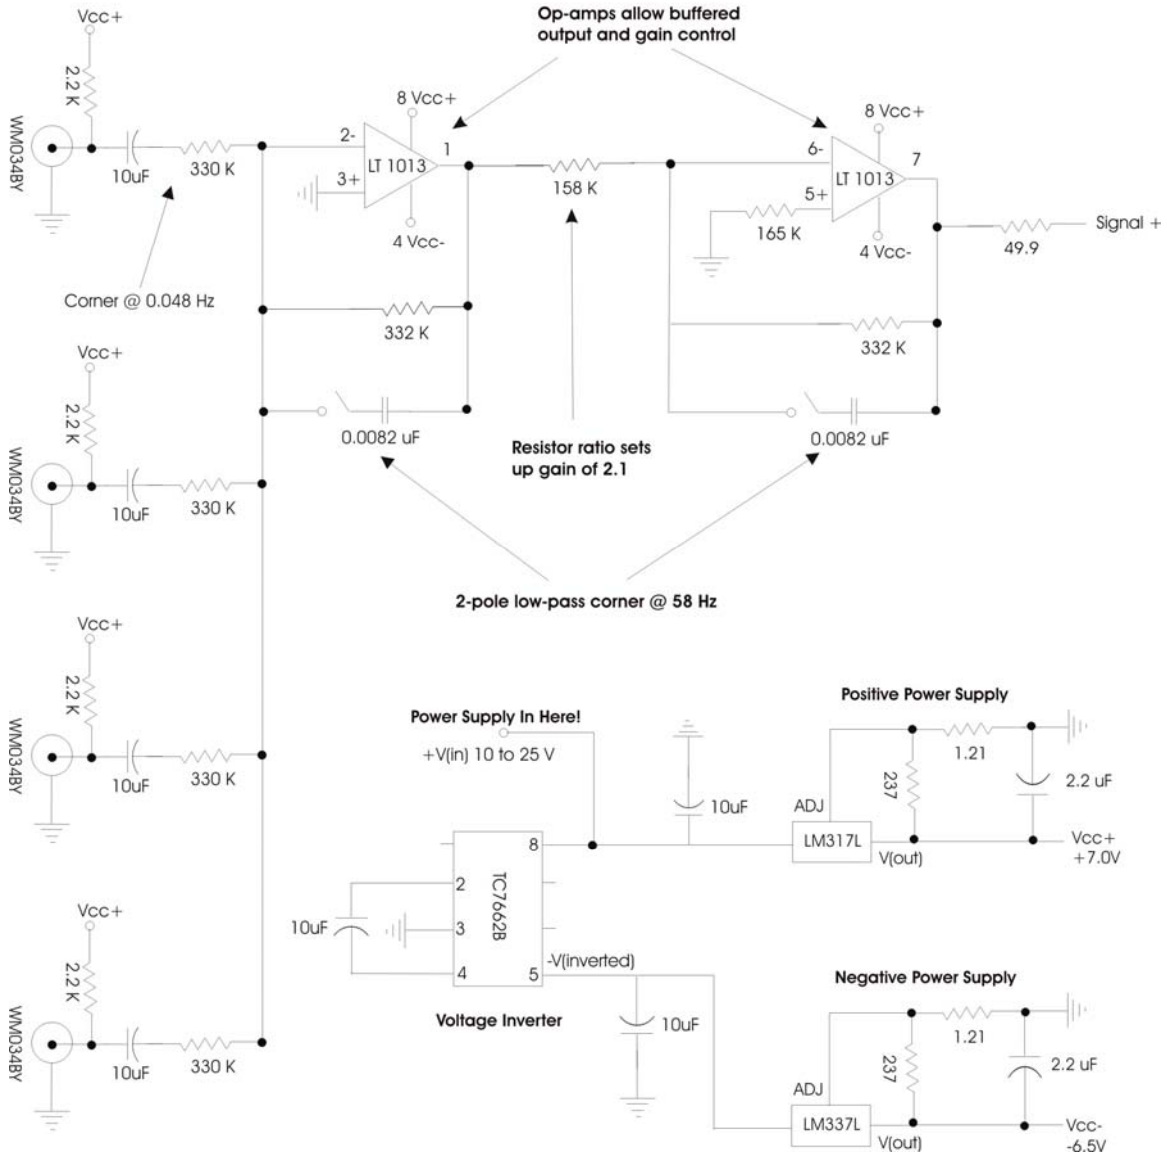 Vcc+
2.2 K
WM034BY
10uF
330 K
Corner @ 0.048 Hz
Op-amps allow buffered
output and gain control
8 Vcc+
2-
1
LT 1013
3+
4 Vcc-
332 K
0.0082 uF
158 K
Resistor ratio sets
up gain of 2.1
8 Vcc+
6-
7
LT 1013
5+
165 K
4 Vcc-
49.9
Signal +
332 K
0.0082 uF
2-pole low-pass corner @ 58 Hz
Vcc+
2.2 K
WM034BY
10uF
330 K
Vcc+
2.2 K
WM034BY
10uF
330 K
Vcc+
2.2 K
WM034BY
10uF
330 K
Power Supply In Here!
+V(in) 10 to 25 V
10uF
8
2
TC7662B
3
4
5
10uF
-V(inverted)
Voltage Inverter
10uF
Positive Power Supply
1.21
237
2.2 uF
ADJ
LM317L
V(out)
Vcc+
+7.0V
Negative Power Supply
1.21
237
2.2 uF
ADJ
LM337L
V(out)
Vcc-
-6.5V